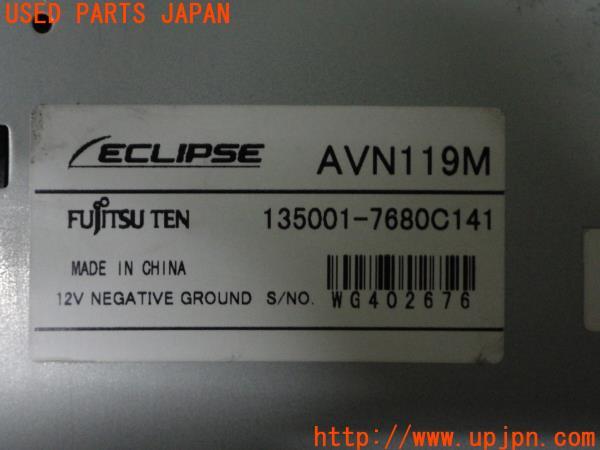 USED PARTS JAPAN
ECLIPSE AVN119M
FUJITSU TEN 135001-7680C141
MADE IN CHINA
12V NEGATIVE GROUND S/NO. WG402676
http://www.upjpn.com/